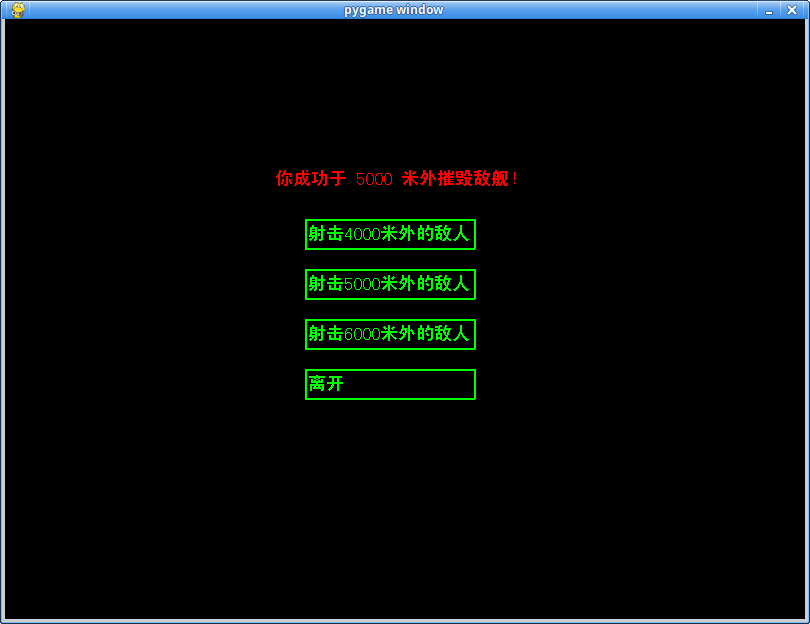 pygame window
你成功于 5000 米外摧毁敌舰！
射击4000米外的敌人
射击5000米外的敌人
射击6000米外的敌人
离开